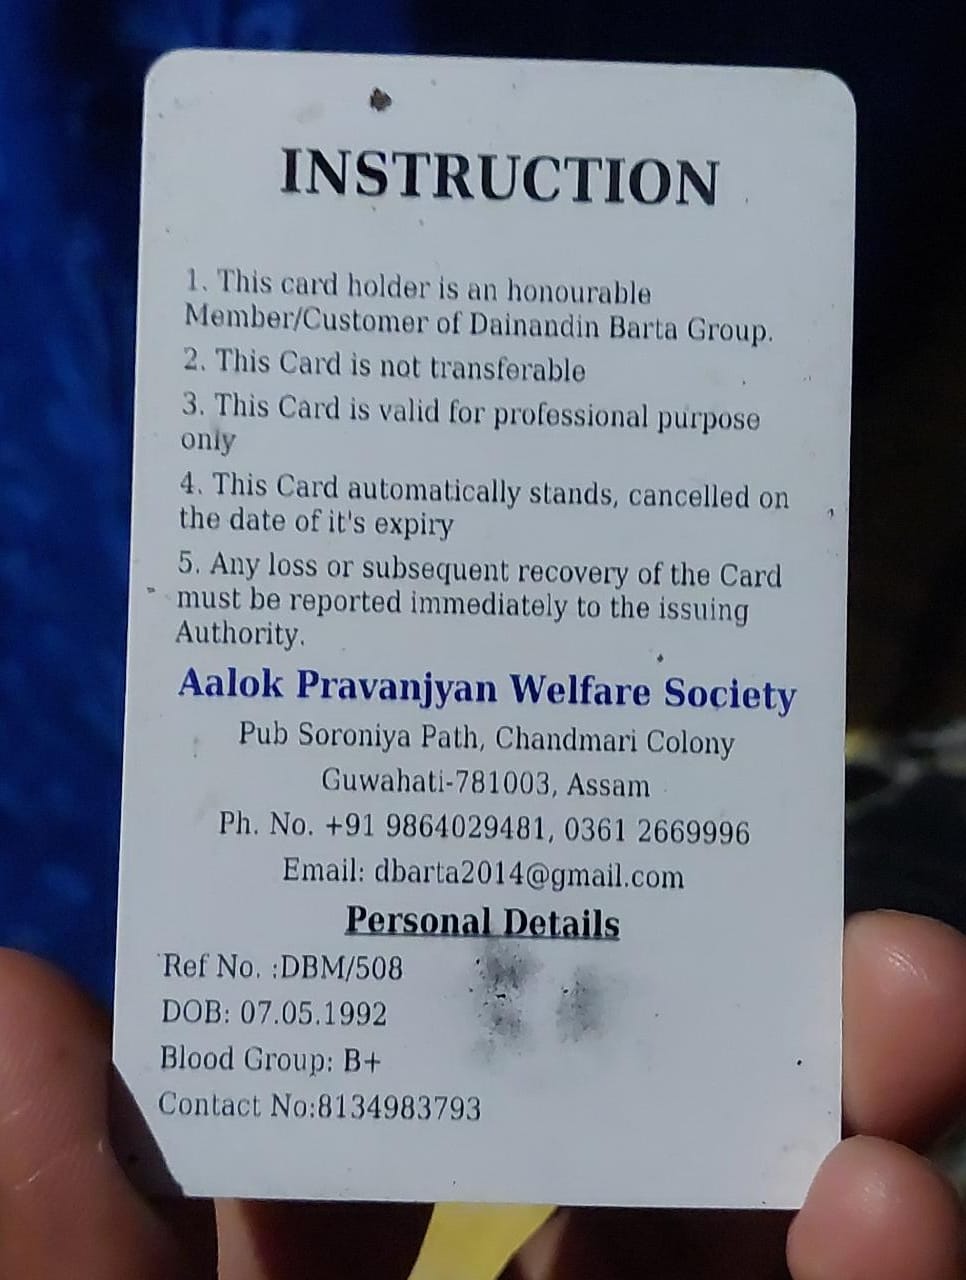 INSTRUCTION
1. This card holder is an honourable
Member/Customer of Dainandin Barta Group.
2. This Card is not transferable
3. This Card is valid for professional purpose
only
4. This Card automatically stands, cancelled on
the date of it's expiry
5. Any loss or subsequent recovery of the Card
must be reported immediately to the issuing
Authority.
Aalok Pravanjyan Welfare Society
Pub Soroniya Path, Chandmari Colony
Guwahati-781003, Assam
Ph. No. +91 9864029481, 0361 2669996
Email: dbarta2014@gmail.com
Personal Details
Ref No. :DBM/508
DOB: 07.05.1992
Blood Group: B+
Contact No:8134983793